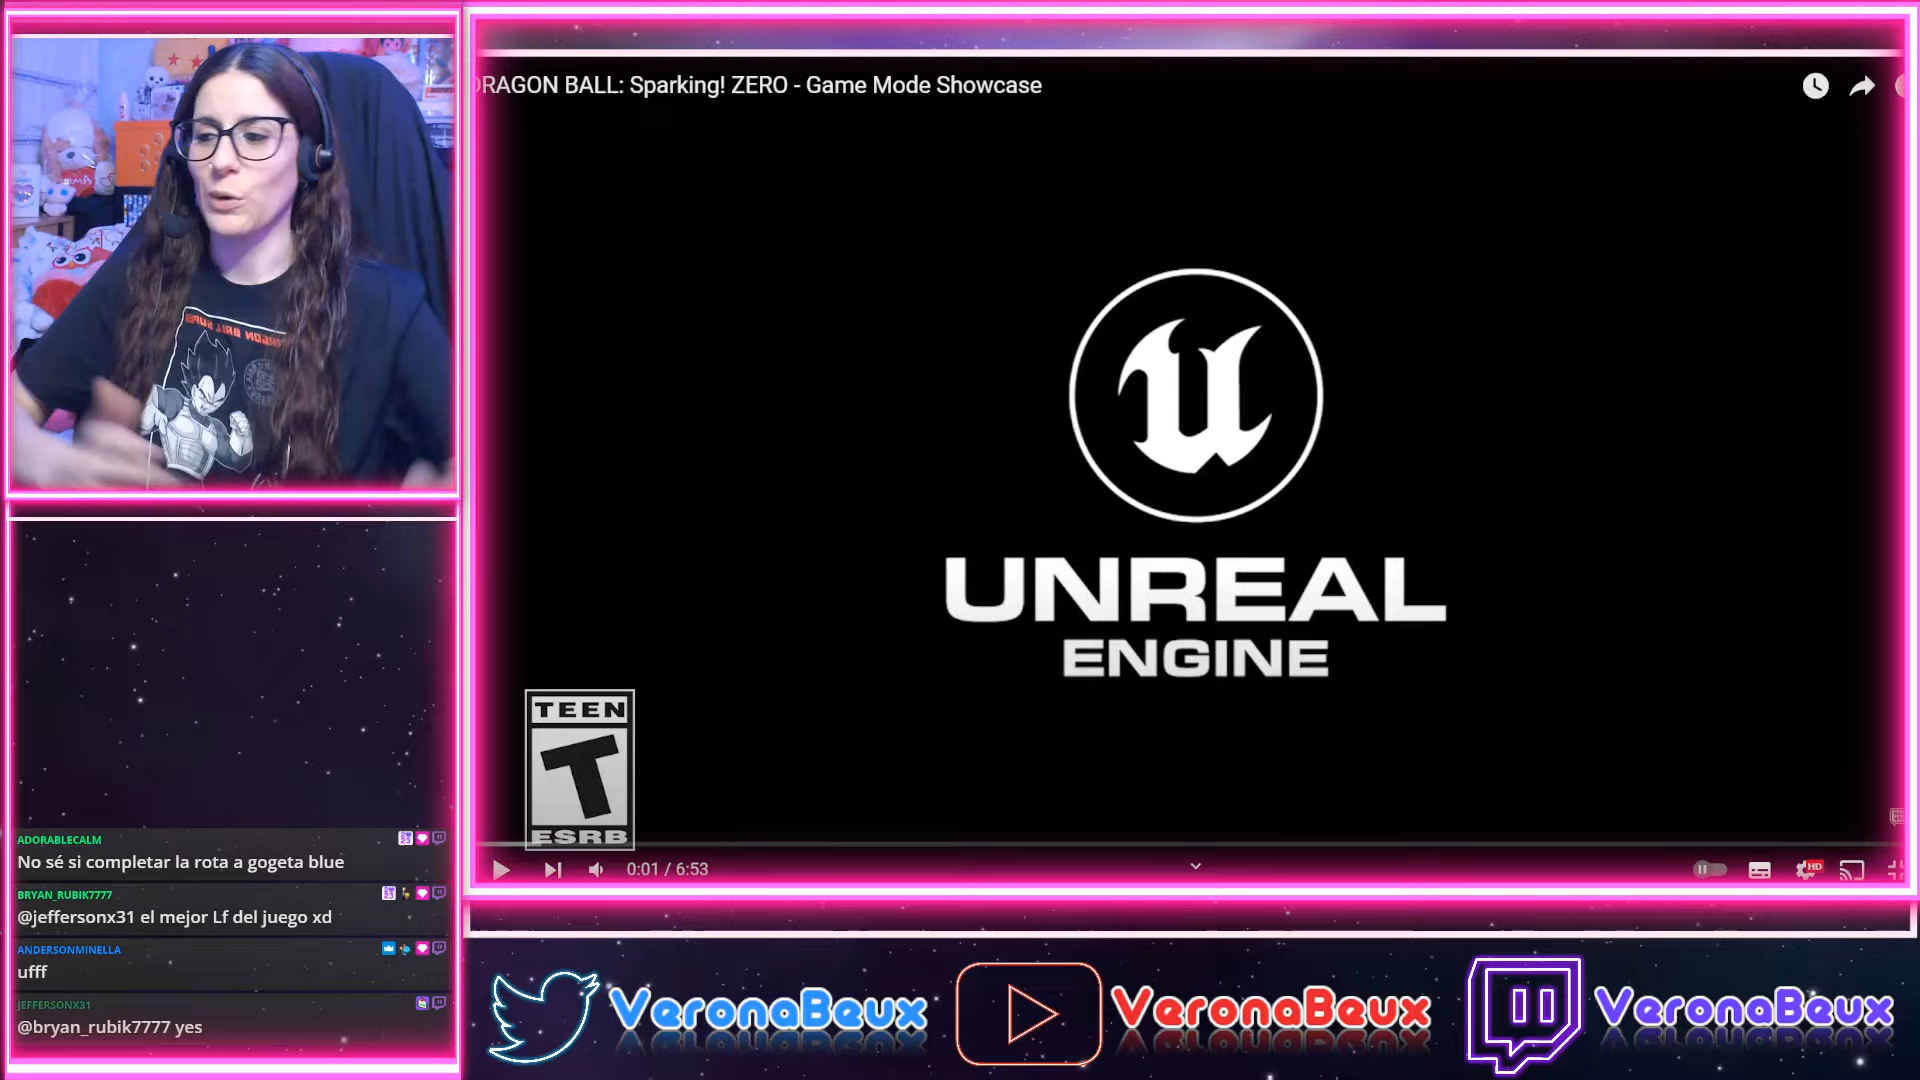 DRAGON BALL: Sparking! ZERO - Game Mode Showcase
UNREAL
ENGINE
TEEN
T
ESRB
0:01 / 6:53
HD
ADORABLECALM
No sé si completar la rota a gogeta blue
BRYAN_RUBIK7777
@jeffersonx31 el mejor Lf del juego xd
ANDERSONMINELLA
ufff
JEFFERSONX31
@bryan_rubik7777 yes
VeronaBeux
VeronaBeux
VeronaBeux